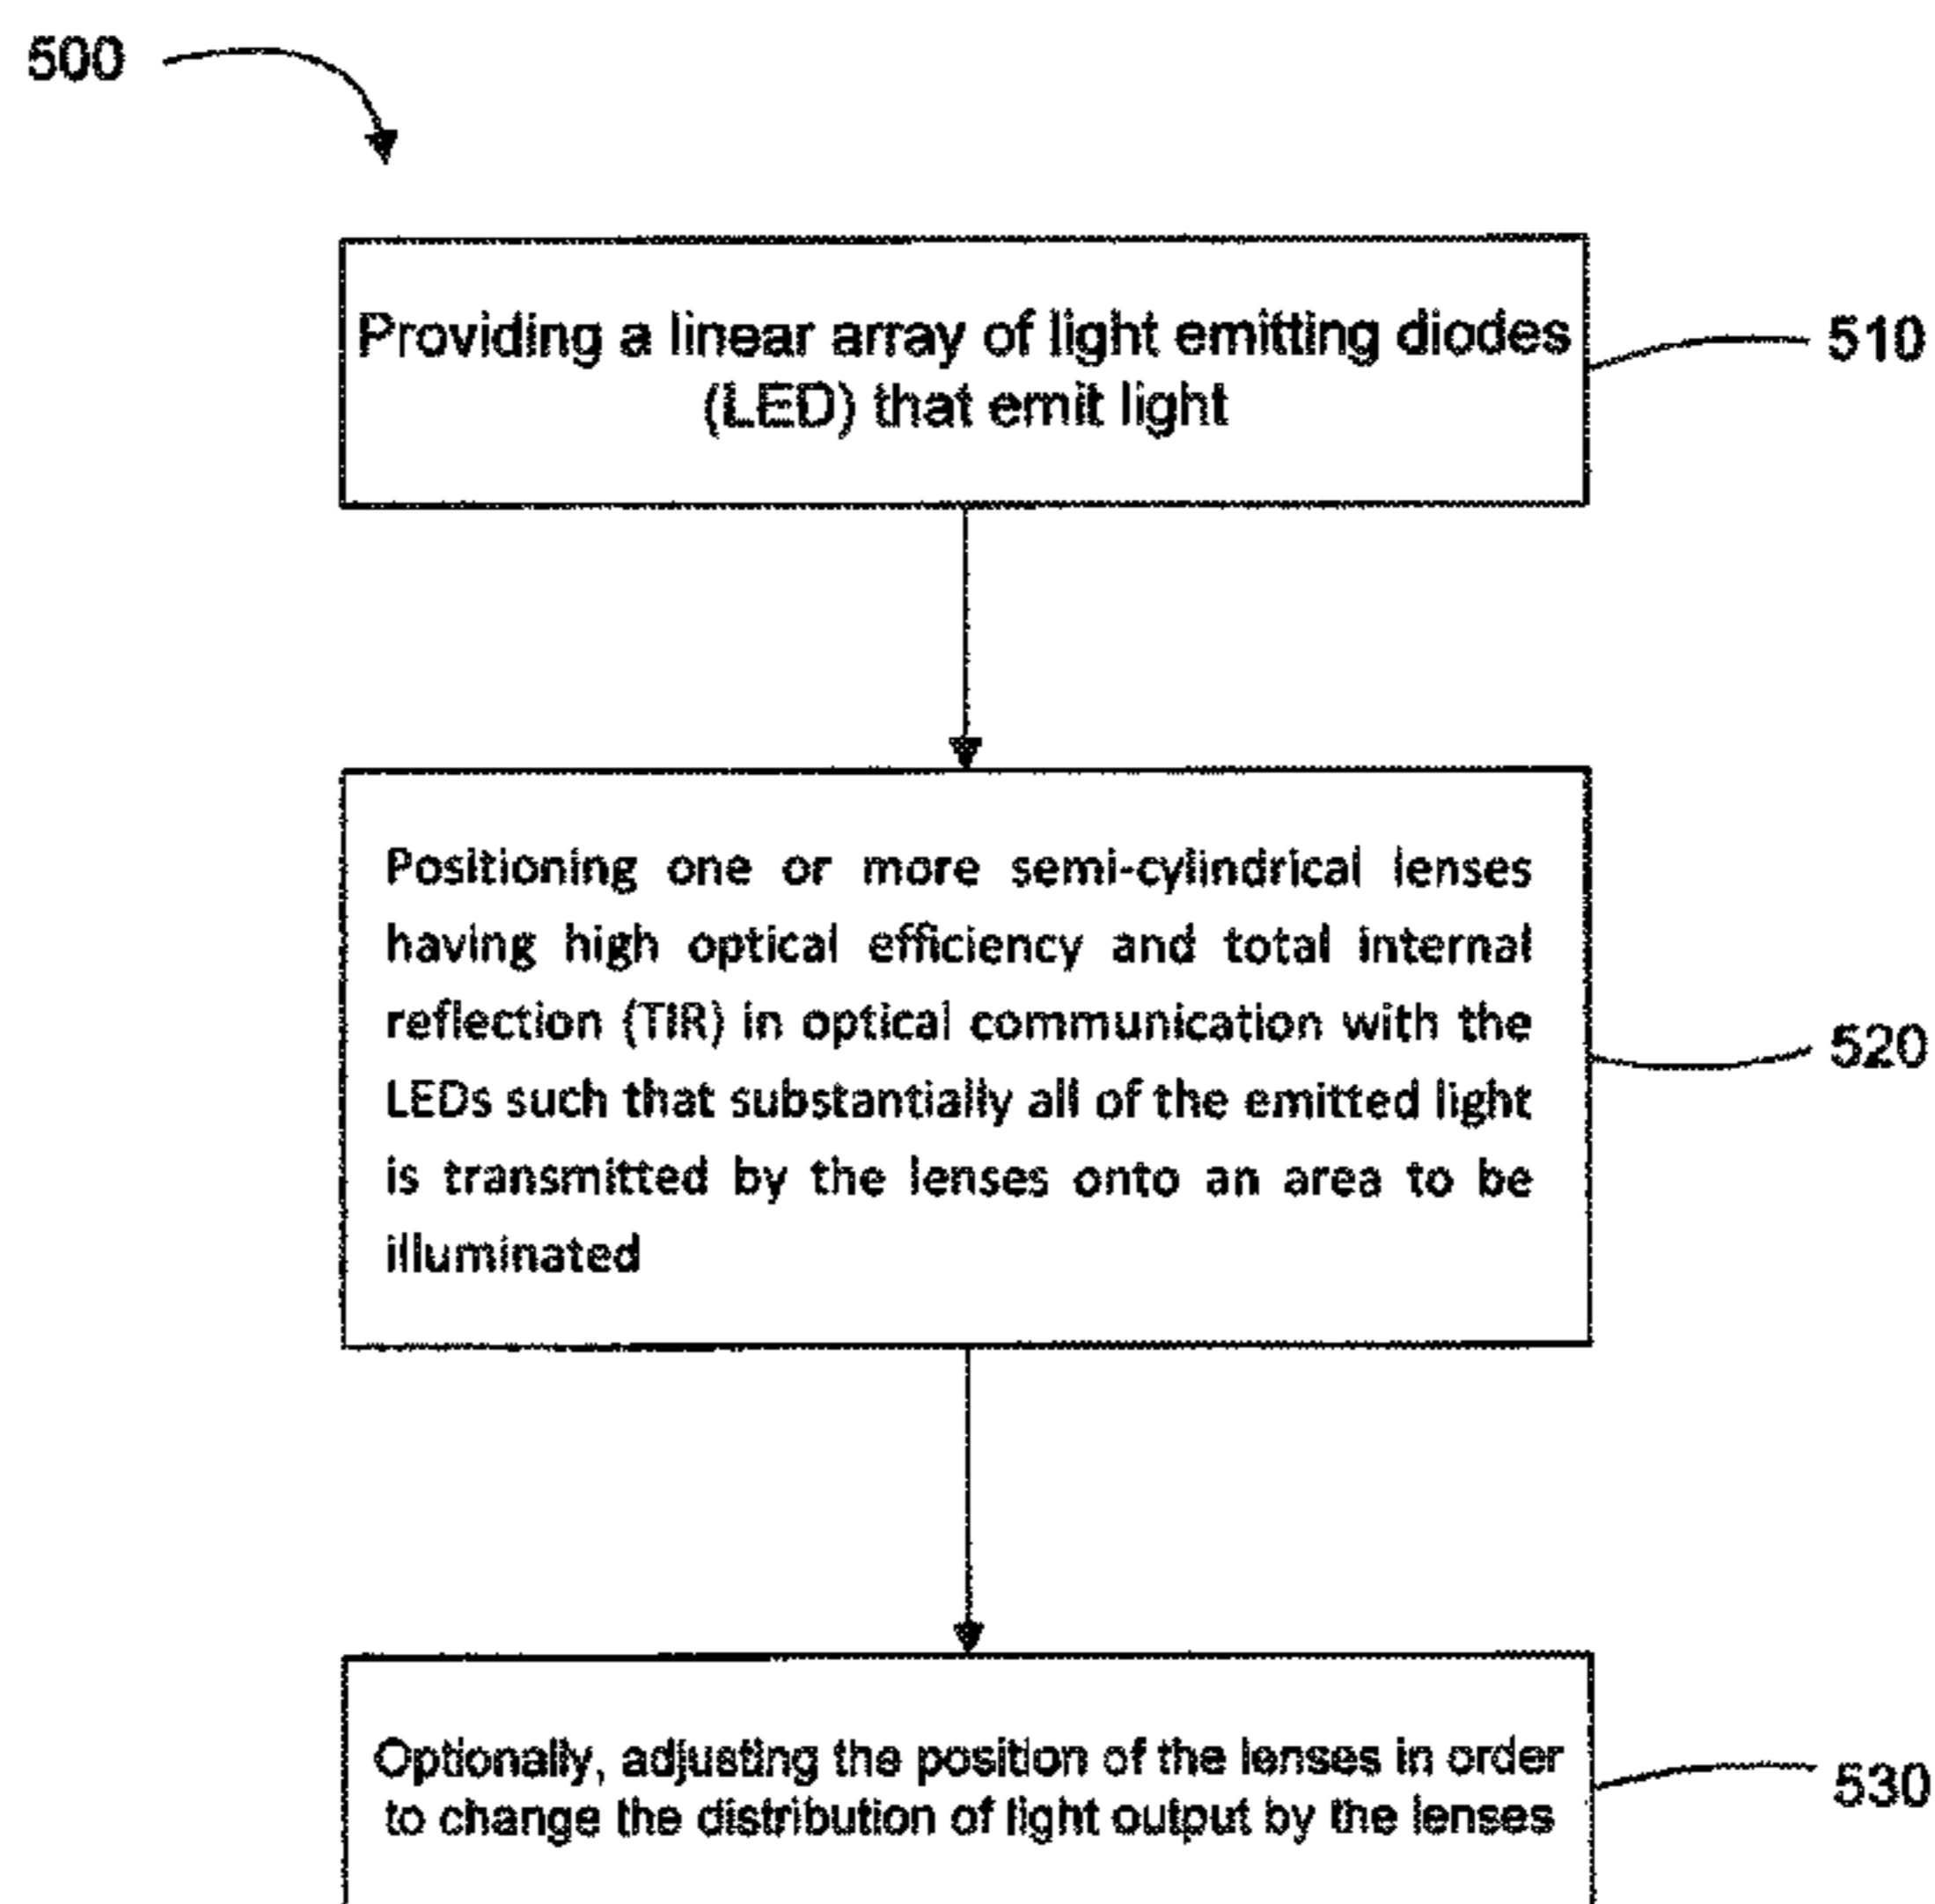 500
Providing a linear array of light emitting diodes
(LED) that emit light
510
Positioning one or more semi-cylindrical lenses
having high optical efficiency and total internal
reflection (TIR) in optical communication with the
LEDs such that substantially all of the emitted light
is transmitted by the lenses onto an area to be
illuminated
520
Optionally, adjusting the position of the lenses in order
to change the distribution of light output by the lenses
530